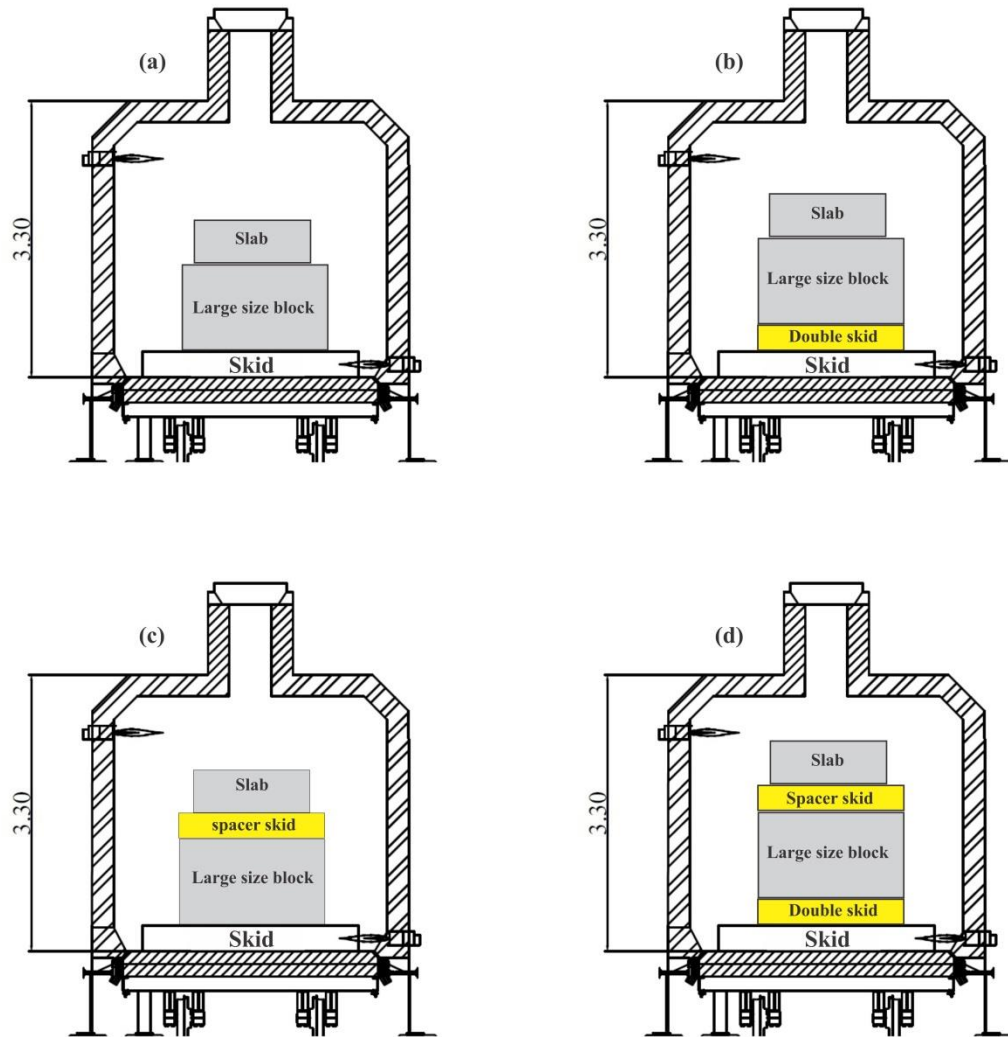 (a)
3.30
Slab
Large size block
Skid
(b)
3.30
Slab
Large size block
Double skid
Skid
(c)
3.30
Slab
spacer skid
Large size block
Skid
(d)
3.30
Slab
Spacer skid
Large size block
Double skid
Skid